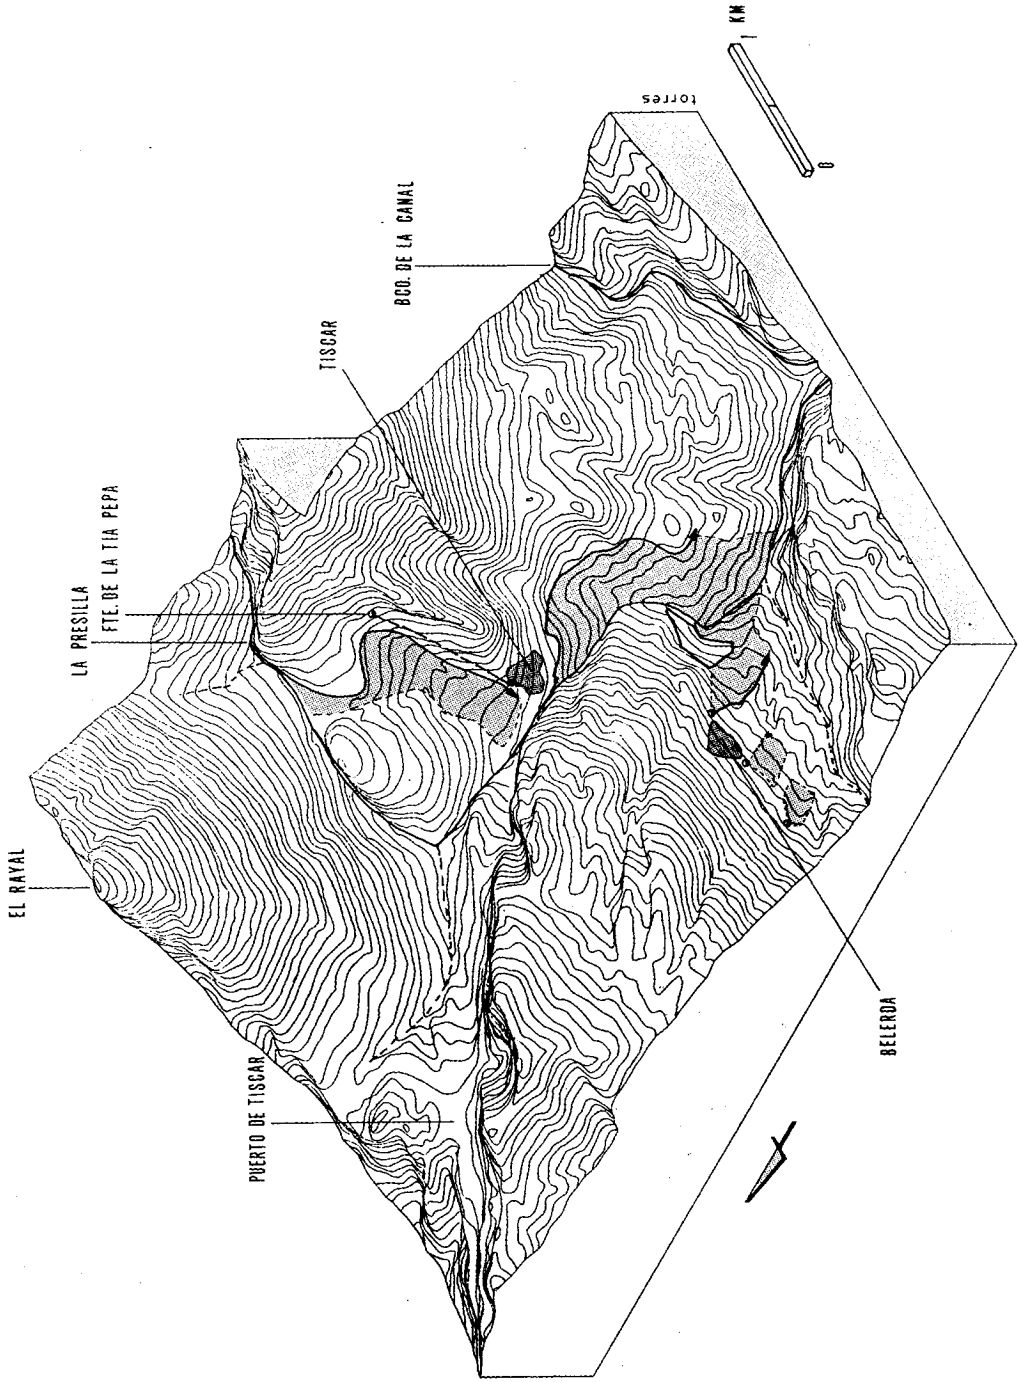 EL RAYAL
LA PRESILLA
FTE. DE LA TIA PEPA
PUERTO DE TISCAR
TISCAR
BCO. DE LA CANAL
BELERDA
torres
0
1 KM